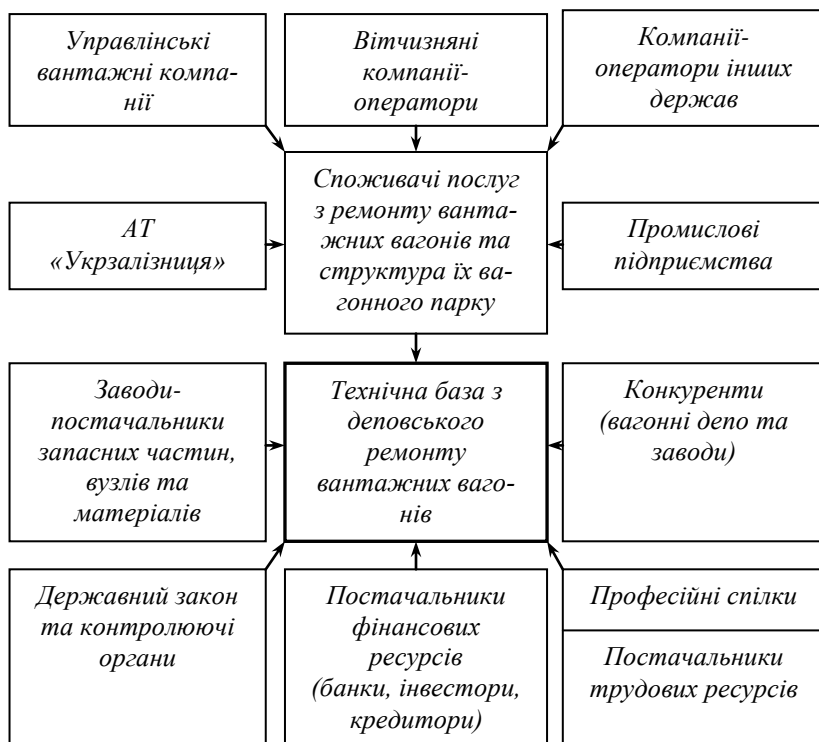 Управлінські
вантажні компа-
нії
Вітчизняні
компанії-
оператори
Компанії-
оператори інших
держав
АТ
«Укрзалізниця»
Споживачі послуг
з ремонту ванта-
жних вагонів та
структура їх ва-
гонного парку
Промислові
підприємства
Заводи-
постачальники
запасних частин,
вузлів та
матеріалів
Технічна база з
деповського
ремонту
вантажних ваго-
нів
Конкуренти
(вагонні депо та
заводи)
Державний закон
та контролюючі
органи
Постачальники
фінансових
ресурсів
(банки, інвестори,
кредитори)
Професійні спілки
Постачальники
трудових ресурсів